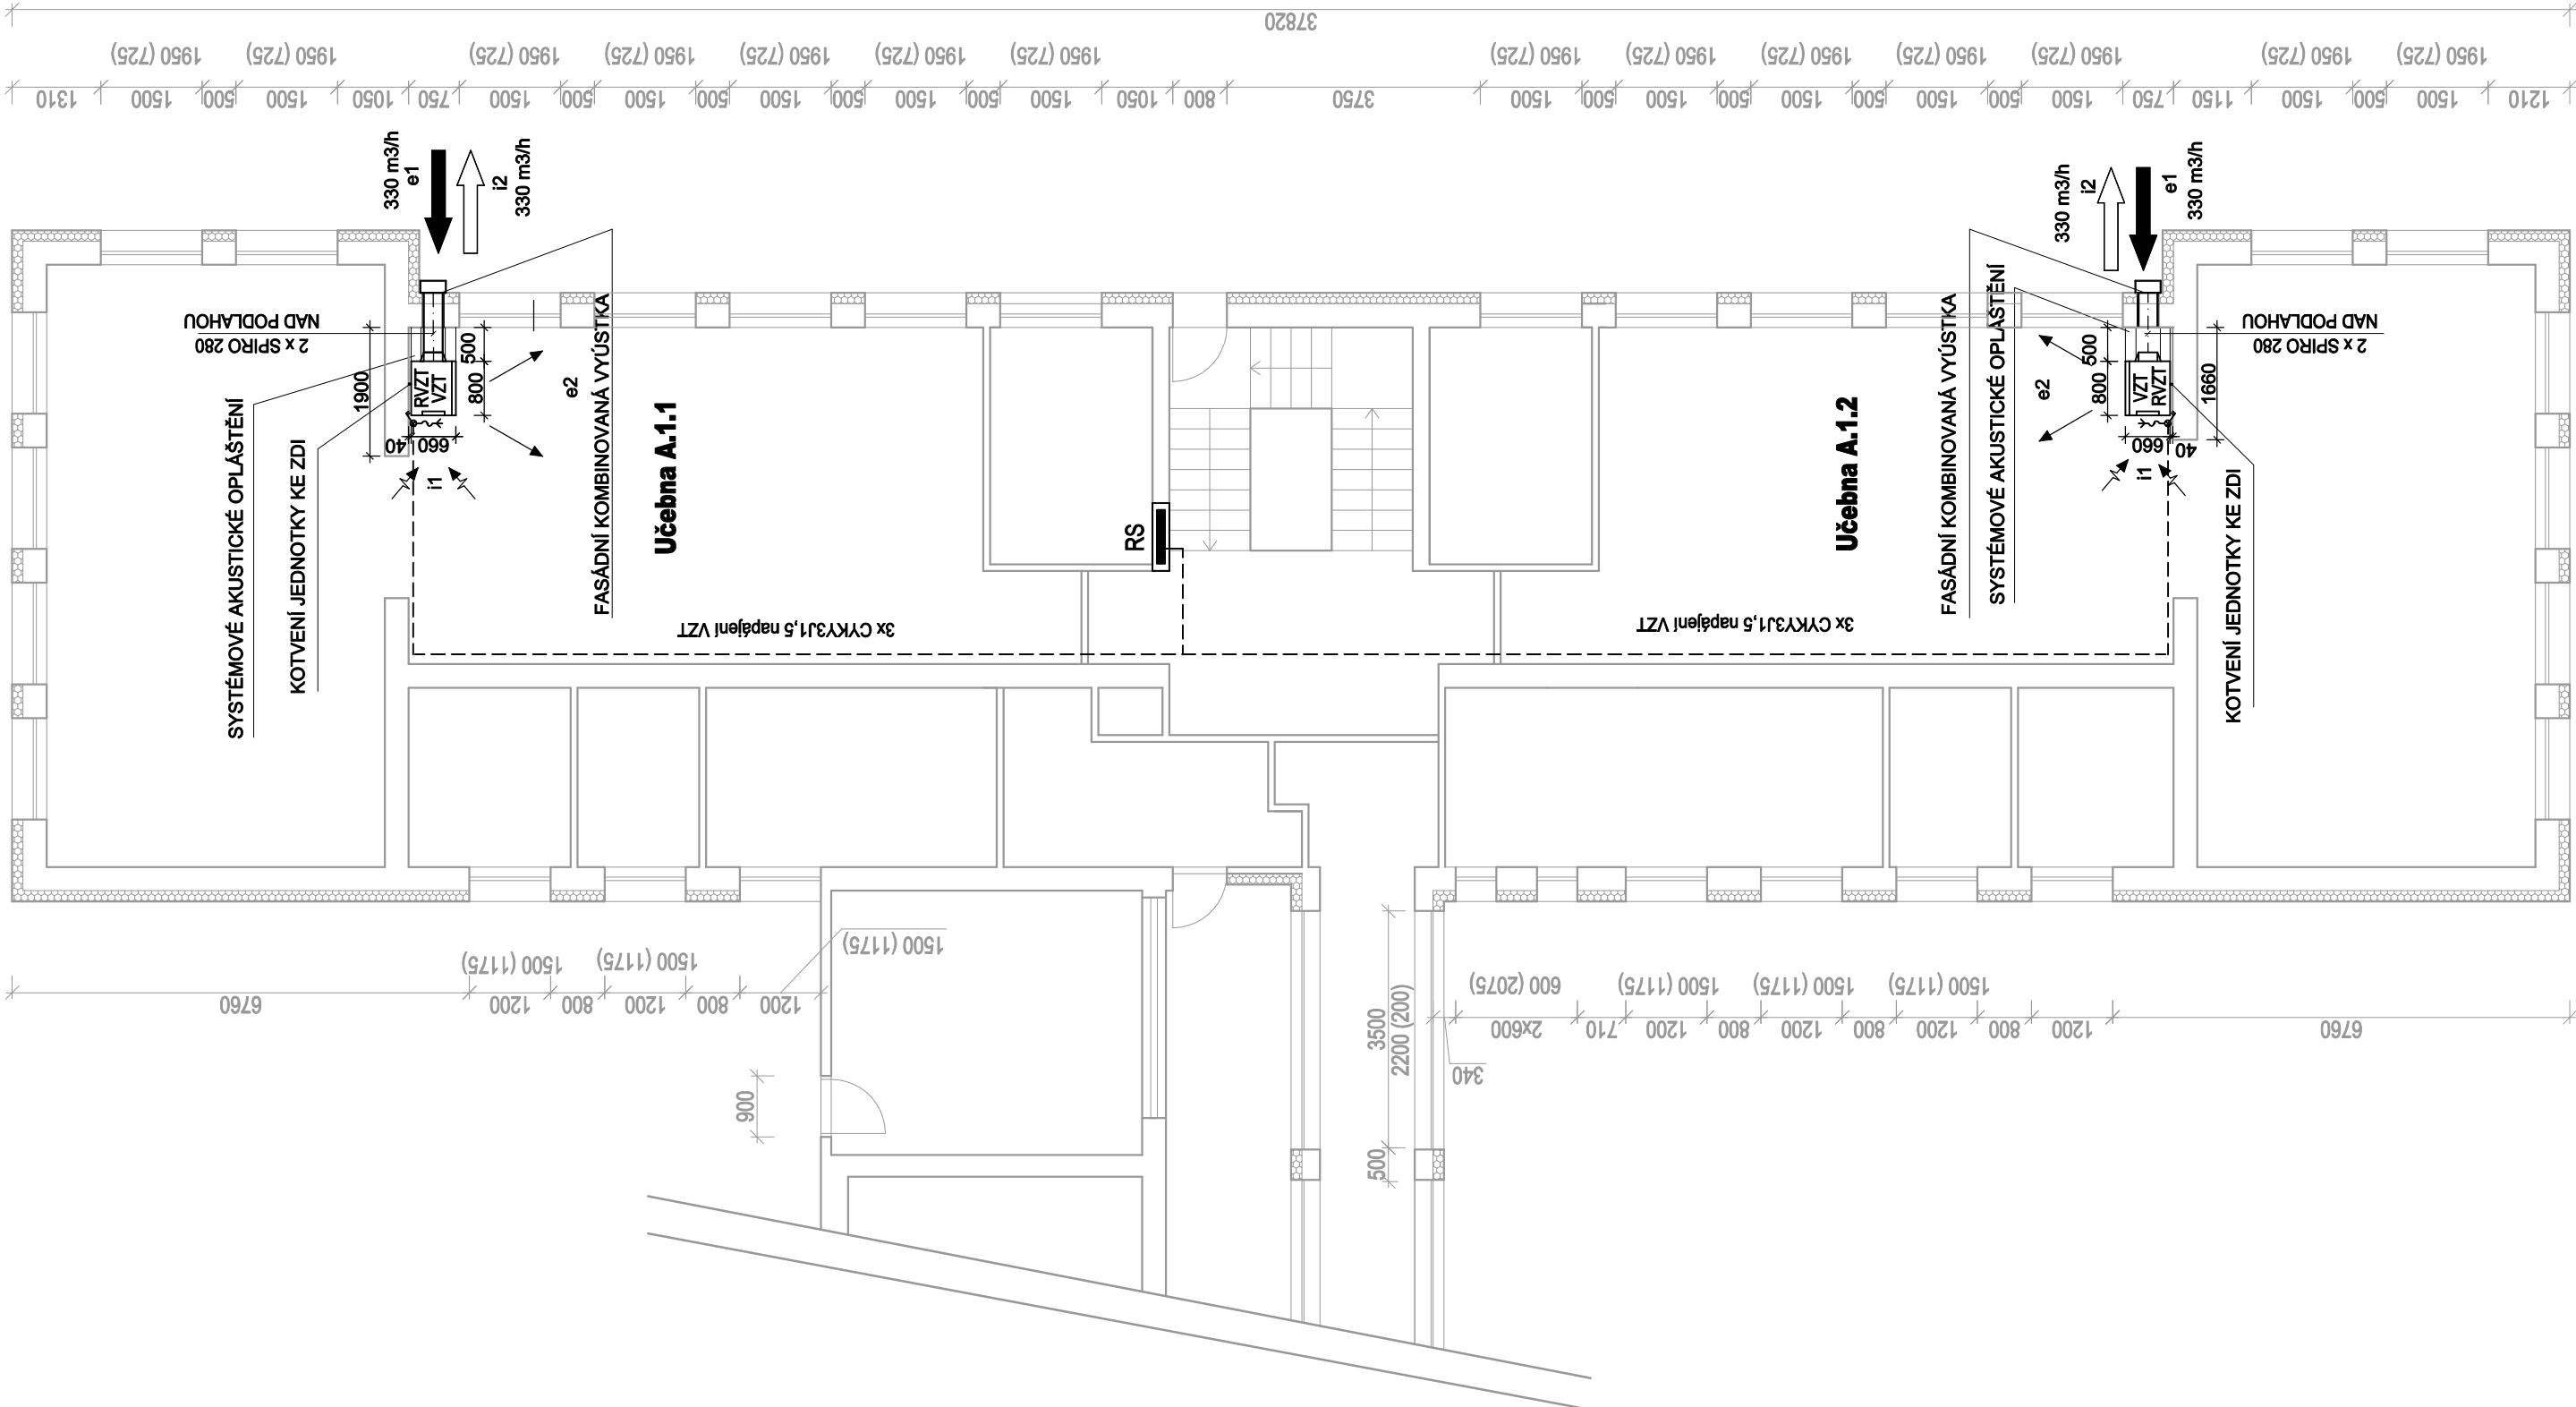 37820
1950 (725)
1950 (725)
1950 (725)
1950 (725)
1950 (725)
1950 (725)
1950 (725)
1950 (725)
1950 (725)
1950 (725)
1950 (725)
1950 (725)
1950 (725)
1950 (725)
1310
1500
500
1500
1050
750
1500
500
1500
500
1500
500
1500
500
1500
1050
800
3750
1500
500
1500
500
1500
500
1500
500
1500
750
1150
1500
500
1500
1210
330 m3/h
e1
i2
330 m3/h
330 m3/h
i2
e1
330 m3/h
2 x SPIRO 280
NAD PODLAHOU
1900
RVZT
VZT
500
800
40
660
i1
e2
SYSTÉMOVÉ AKUSTICKÉ OPLÁŠTĚNÍ
KOTVENÍ JEDNOTKY KE ZDI
FASÁDNÍ KOMBINOVANÁ VYÚSTKA
Učebna A.1.1
3x CYKY3J1,5 napájení VZT
RS
Učebna A.1.2
3x CYKY3J1,5 napájení VZT
FASÁDNÍ KOMBINOVANÁ VYÚSTKA
SYSTÉMOVÉ AKUSTICKÉ OPLÁŠTĚNÍ
e2
500
800
VZT
RVZT
1660
660
40
i1
2 x SPIRO 280
NAD PODLAHOU
KOTVENÍ JEDNOTKY KE ZDI
1500 (1175)
1500 (1175)
1500 (1175)
6760
1200
800
1200
800
1200
900
3500
2200 (200)
500
340
600 (2075)
1500 (1175)
1500 (1175)
1500 (1175)
2x600
710
1200
800
1200
800
1200
800
1200
6760